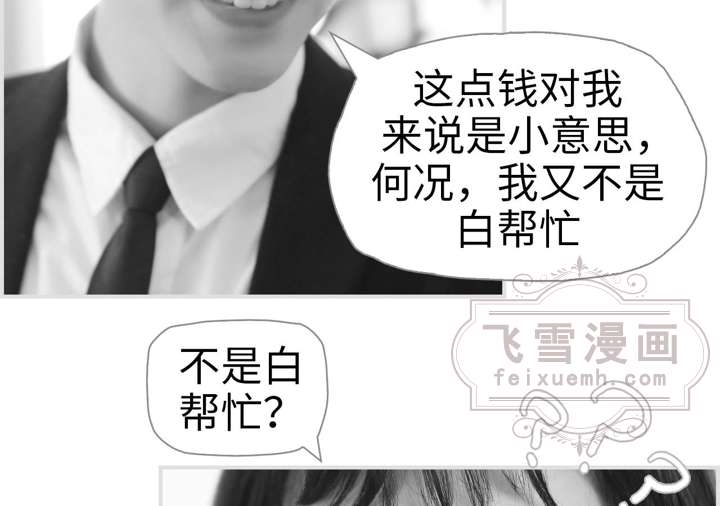 这点钱对我
来说是小意思，
何况，我又不是
白帮忙
飞雪漫画
feixuemh.com
不是白
帮忙？
？？？？